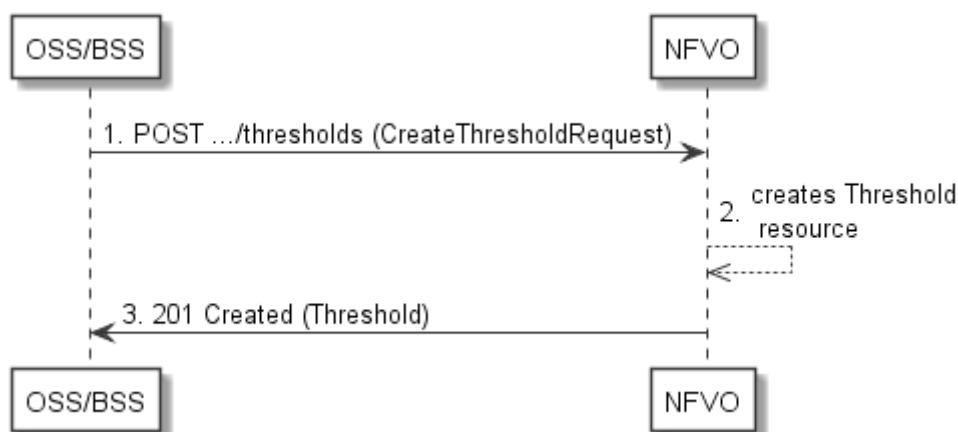 OSS/BSS
NFVO
1. POST .../thresholds (CreateThresholdRequest)
2. creates Threshold
resource
3. 201 Created (Threshold)
OSS/BSS
NFVO